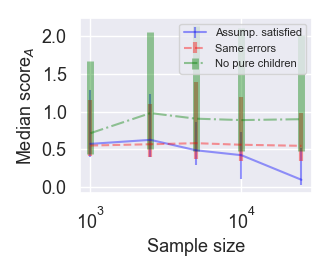 Assump. satisfied
Same errors
No pure children
2.0
1.5
1.0
0.5
0.0
Median score_A
10^3
10^4
Sample size